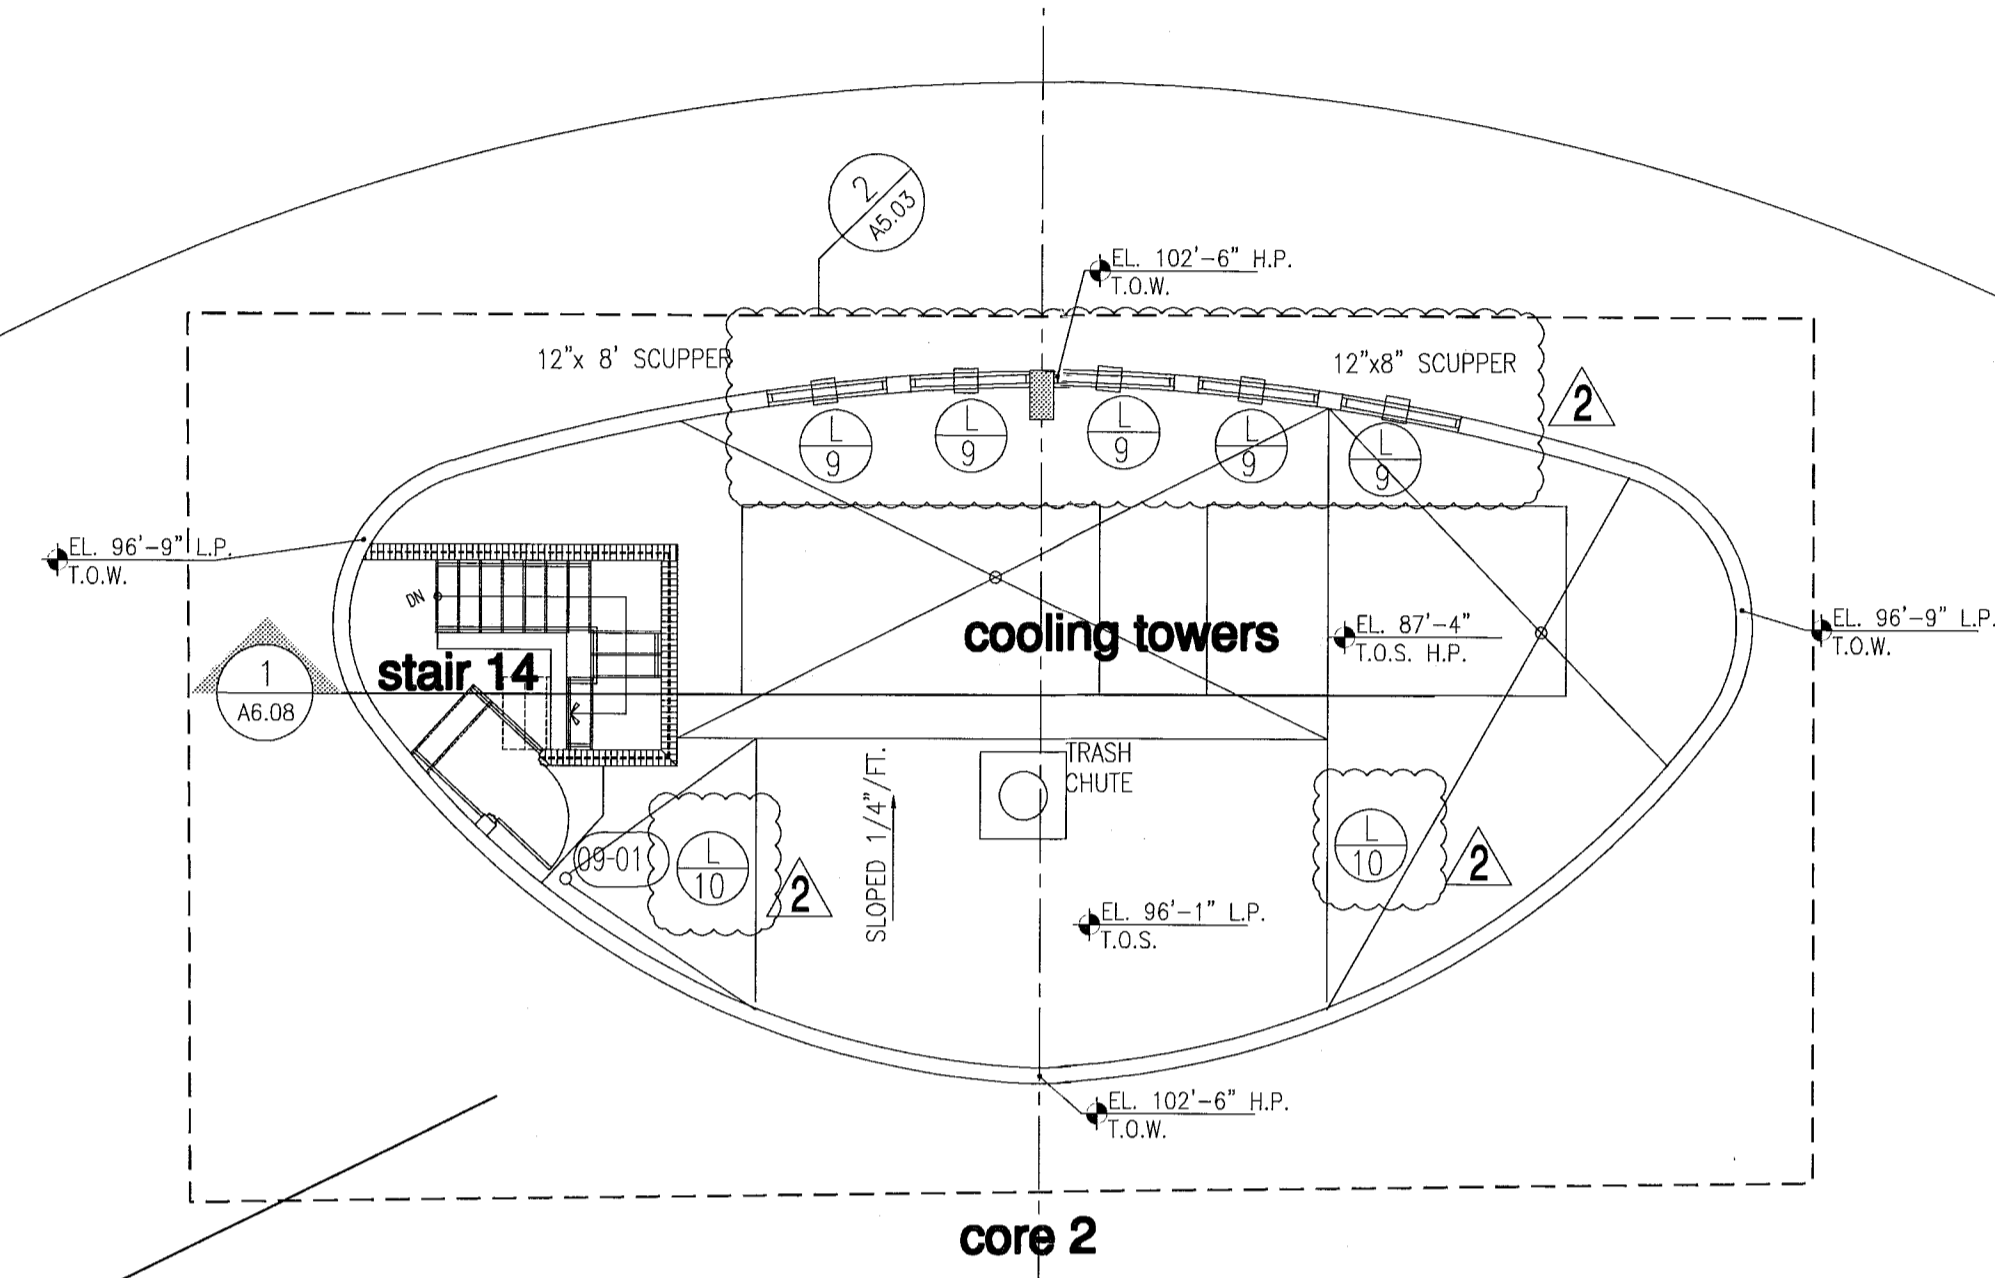 2
A5.03
EL. 102'-6" H.P.
T.O.W.
12"x 8' SCUPPER
12"x8" SCUPPER
2
L
9
L
9
L
9
L
9
L
9
EL. 96'-9" L.P.
T.O.W.
DN
cooling towers
EL. 87'-4"
T.O.S. H.P.
EL. 96'-9" L.P.
T.O.W.
stair 14
1
A6.08
SLOPED 1/4"/FT.
TRASH
CHUTE
09-01
L
10
2
L
10
2
EL. 96'-1" L.P.
T.O.S.
EL. 102'-6" H.P.
T.O.W.
core 2